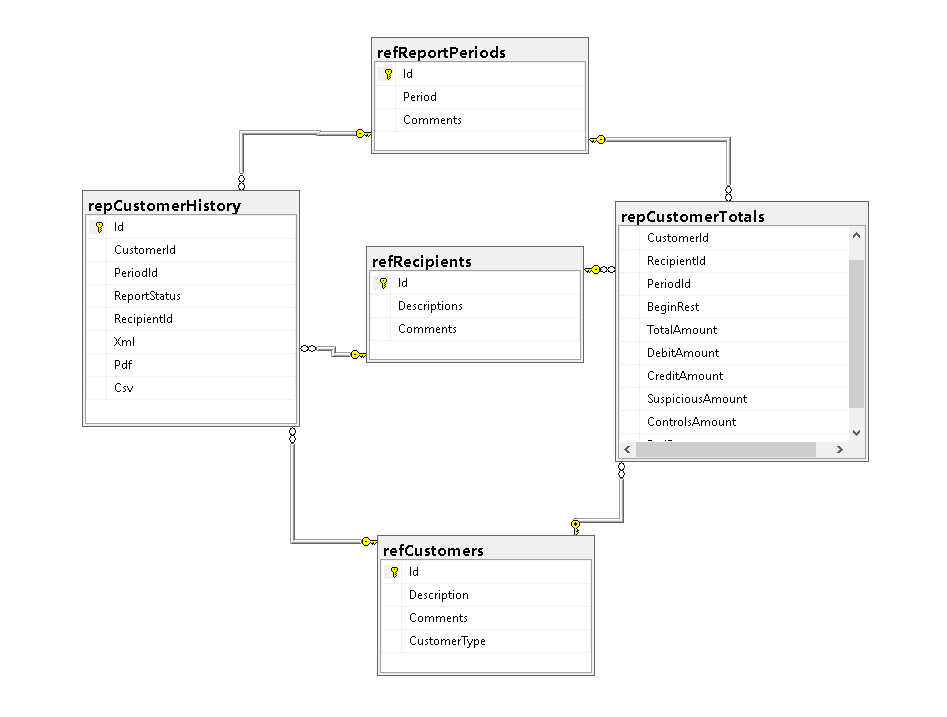 refReportPeriods
Id
Period
Comments
repCustomerHistory
Id
CustomerId
PeriodId
ReportStatus
RecipientId
Xml
Pdf
Csv
refRecipients
Id
Descriptions
Comments
repCustomerTotals
CustomerId
RecipientId
PeriodId
BeginRest
TotalAmount
DebitAmount
CreditAmount
SuspiciousAmount
ControlsAmount
refCustomers
Id
Description
Comments
CustomerType